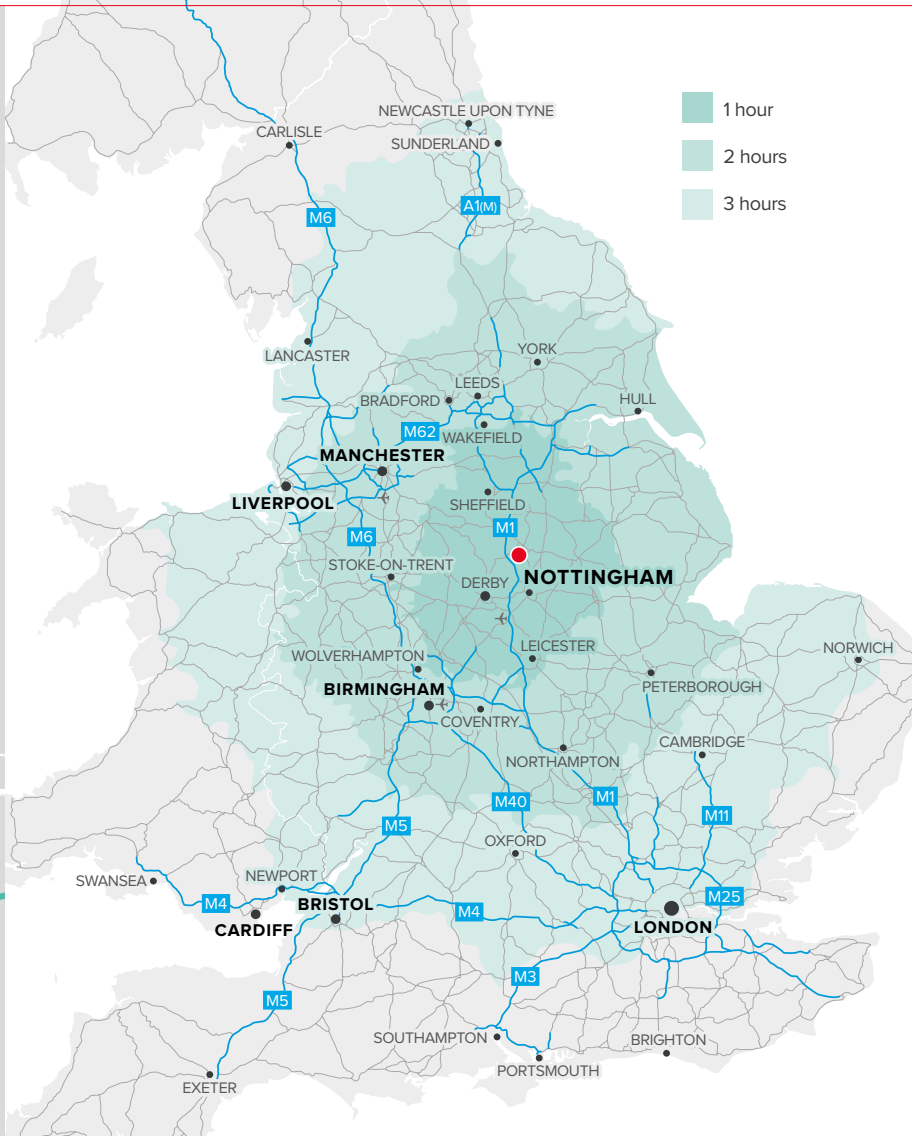 NEWCASTLE UPON TYNE
1 hour
CARLISLE
SUNDERLAND
2 hours
3 hours
A1(M)
M6
LANCASTER
YORK
LEEDS
BRADFORD
HULL
M62
WAKEFIELD
MANCHESTER
LIVERPOOL
SHEFFIELD
M1
M6
STOKE-ON-TRENT
NOTTINGHAM
DERBY
LEICESTER
NORWICH
WOLVERHAMPTON
PETERBOROUGH
BIRMINGHAM
COVENTRY
CAMBRIDGE
NORTHAMPTON
M40
M1
M11
M5
OXFORD
NEWPORT
SWANSEA
M25
M4
BRISTOL
M4
CARDIFF
LONDON
M3
M5
SOUTHAMPTON
BRIGHTON
PORTSMOUTH
EXETER